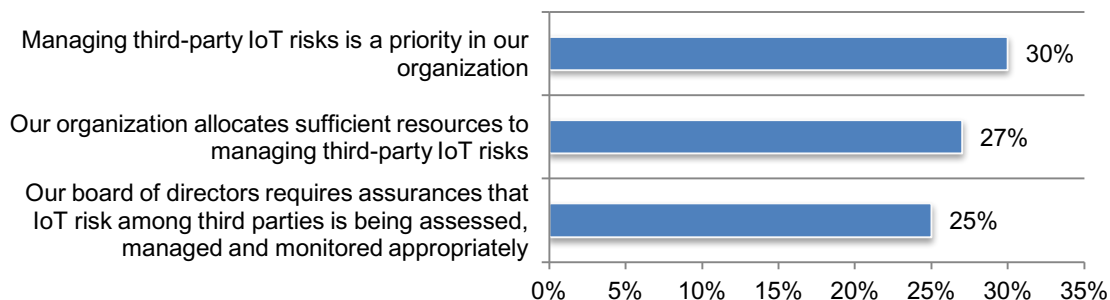 Managing third-party IoT risks is a priority in our
organization
30%
Our organization allocates sufficient resources to
managing third-party IoT risks
27%
Our board of directors requires assurances that
IoT risk among third parties is being assessed,
managed and monitored appropriately
25%
0% 5% 10% 15% 20% 25% 30% 35%